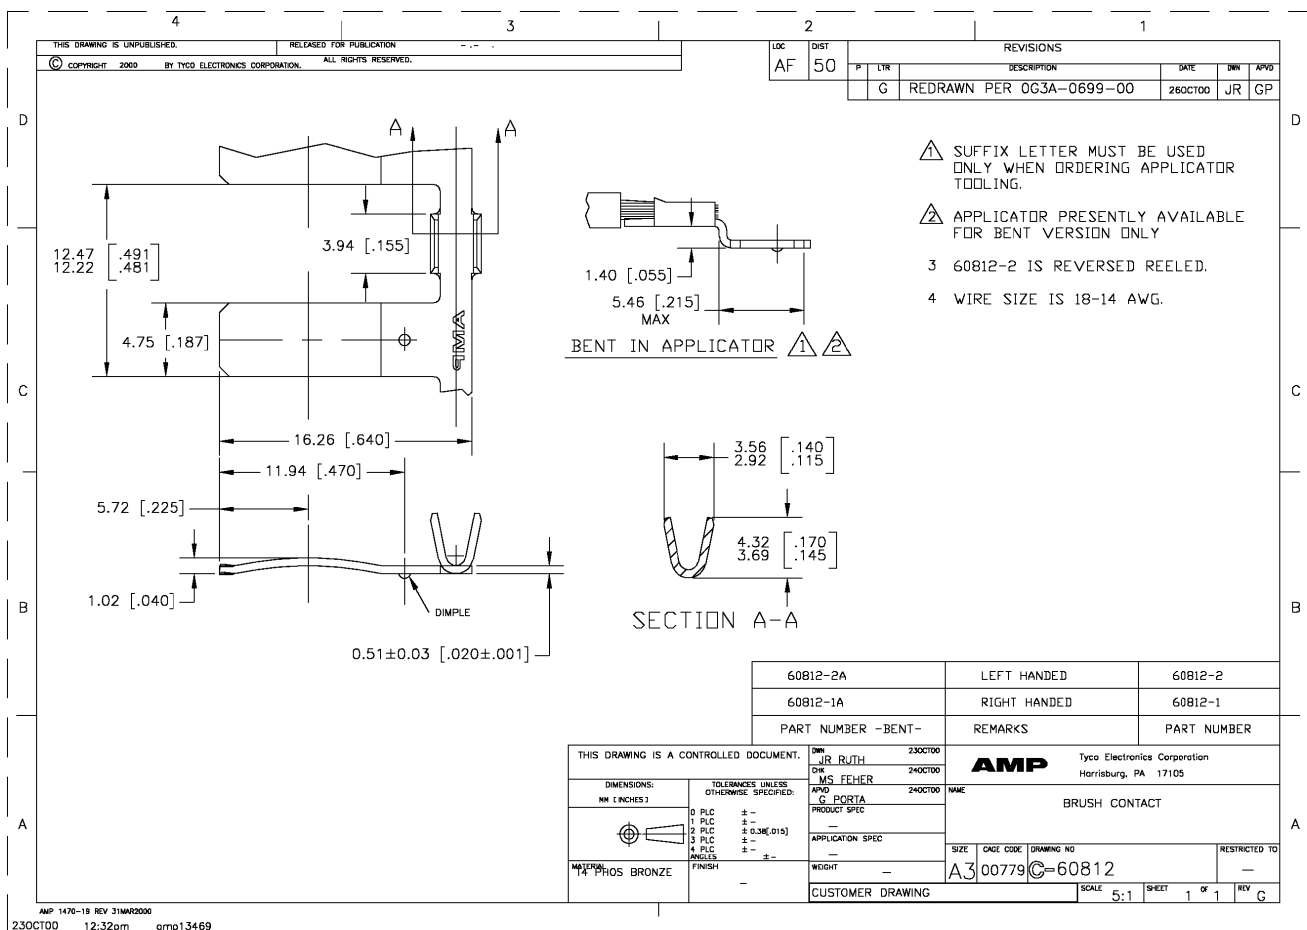 4 3 2 1
THIS DRAWING IS UNPUBLISHED. RELEASED FOR PUBLICATION
© COPYRIGHT 2000 BY TYCO ELECTRONICS CORPORATION. ALL RIGHTS RESERVED.
LOC DIST
AF 50
REVISIONS
P LTR DESCRIPTION DATE DWN APVD
G REDRAWN PER 0G3A-0699-00 26OCT00 JR GP
D D
A A
1 SUFFIX LETTER MUST BE USED
ONLY WHEN ORDERING APPLICATOR
TOOLING.
2 APPLICATOR PRESENTLY AVAILABLE
FOR BENT VERSION ONLY
3 60812-2 IS REVERSED REELED.
4 WIRE SIZE IS 18-14 AWG.
12.47 [.491]
12.22 [.481]
3.94 [.155]
4.75 [.187]
AMP
1.40 [.055]
5.46 [.215]
MAX
BENT IN APPLICATOR 1 2
C C
16.26 [.640]
11.94 [.470]
5.72 [.225]
1.02 [.040]
DIMPLE
0.51±0.03 [.020±.001]
3.56 [.140]
2.92 [.115]
4.32 [.170]
3.69 [.145]
SECTION A-A
B B
60812-2A LEFT HANDED 60812-2
60812-1A RIGHT HANDED 60812-1
PART NUMBER -BENT- REMARKS PART NUMBER
THIS DRAWING IS A CONTROLLED DOCUMENT.
DIMENSIONS:
MM [INCHES]
TOLERANCES UNLESS
OTHERWISE SPECIFIED:
0 PLC ± -
1 PLC ± -
2 PLC ± 0.38[.015]
3 PLC ± -
4 PLC ± -
ANGLES ± -
MATERIAL
T4 PHOS BRONZE
FINISH
-
DWN 23OCT00
JR RUTH
CHK 24OCT00
MS FEHER
APVD 24OCT00
G PORTA
PRODUCT SPEC
-
APPLICATION SPEC
-
WEIGHT -
CUSTOMER DRAWING
AMP Tyco Electronics Corporation
Harrisburg, PA 17105
NAME
BRUSH CONTACT
SIZE CAGE CODE DRAWING NO RESTRICTED TO
A3 00779 C-60812 -
SCALE 5:1 SHEET 1 OF 1 REV G
A A
AMP 1470-19 REV 31MAR2000
23OCT00 12:32pm amp13469